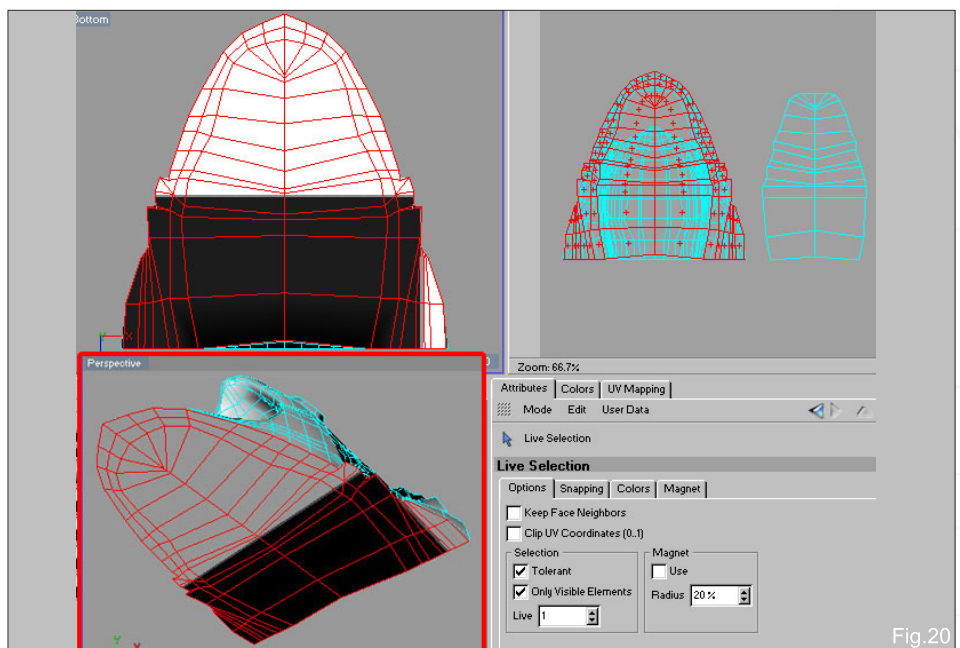 Bottom
Y X
Perspective
Zoom: 66.7%
Attributes Colors UV Mapping
Mode Edit User Data
Live Selection
Live Selection
Options Snapping Colors Magnet
Keep Face Neighbors
Clip UV Coordinates (0..1)
Selection Magnet
Tolerant Use
Only Visible Elements Radius 20 %
Live 1
Y X
Fig.20